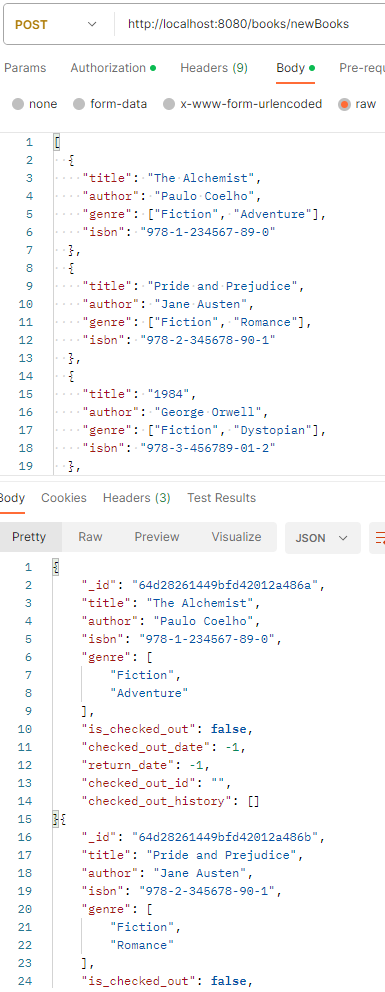 POST http://localhost:8080/books/newBooks
Params Authorization Headers (9) Body Pre-requ
none form-data x-www-form-urlencoded raw
1 [
2 {
3 "title": "The Alchemist",
4 "author": "Paulo Coelho",
5 "genre": ["Fiction", "Adventure"],
6 "isbn": "978-1-234567-89-0"
7 },
8 {
9 "title": "Pride and Prejudice",
10 "author": "Jane Austen",
11 "genre": ["Fiction", "Romance"],
12 "isbn": "978-2-345678-90-1"
13 },
14 {
15 "title": "1984",
16 "author": "George Orwell",
17 "genre": ["Fiction", "Dystopian"],
18 "isbn": "978-3-456789-01-2"
19 },
Body Cookies Headers (3) Test Results
Pretty Raw Preview Visualize JSON
1 {
2 "_id": "64d28261449bfd42012a486a",
3 "title": "The Alchemist",
4 "author": "Paulo Coelho",
5 "isbn": "978-1-234567-89-0",
6 "genre": [
7 "Fiction",
8 "Adventure"
9 ],
10 "is_checked_out": false,
11 "checked_out_date": -1,
12 "return_date": -1,
13 "checked_out_id": "",
14 "checked_out_history": []
15 }{
16 "_id": "64d28261449bfd42012a486b",
17 "title": "Pride and Prejudice",
18 "author": "Jane Austen",
19 "isbn": "978-2-345678-90-1",
20 "genre": [
21 "Fiction",
22 "Romance"
23 ],
24 "is_checked_out": false,